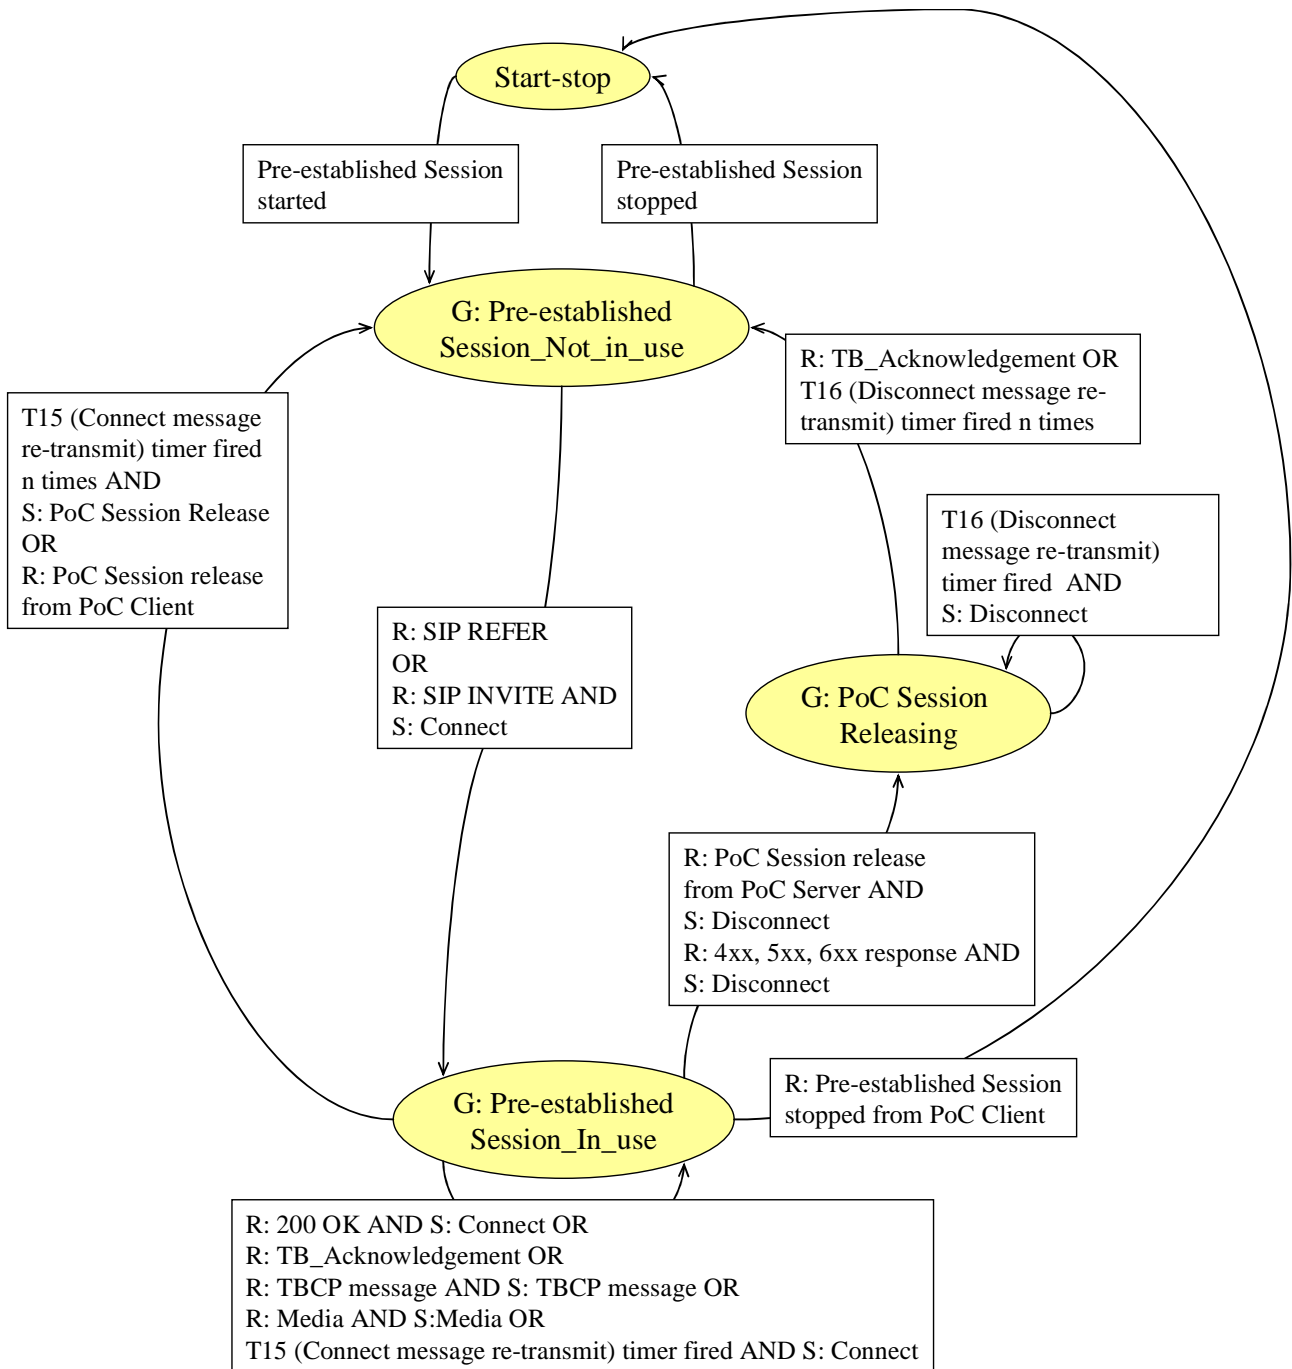 Start-stop
Pre-established Session
started
Pre-established Session
stopped
G: Pre-established
Session_Not_in_use
R: TB_Acknowledgement OR
T16 (Disconnect message re-
transmit) timer fired n times
T15 (Connect message
re-transmit) timer fired
n times AND
S: PoC Session Release
OR
R: PoC Session release
from PoC Client
T16 (Disconnect
message re-transmit)
timer fired  AND
S: Disconnect
R: SIP REFER
OR
R: SIP INVITE AND
S: Connect
G: PoC Session
Releasing
R: PoC Session release
from PoC Server AND
S: Disconnect
R: 4xx, 5xx, 6xx response AND
S: Disconnect
R: Pre-established Session
stopped from PoC Client
G: Pre-established
Session_In_use
R: 200 OK AND S: Connect OR
R: TB_Acknowledgement OR
R: TBCP message AND S: TBCP message OR
R: Media AND S:Media OR
T15 (Connect message re-transmit) timer fired AND S: Connect